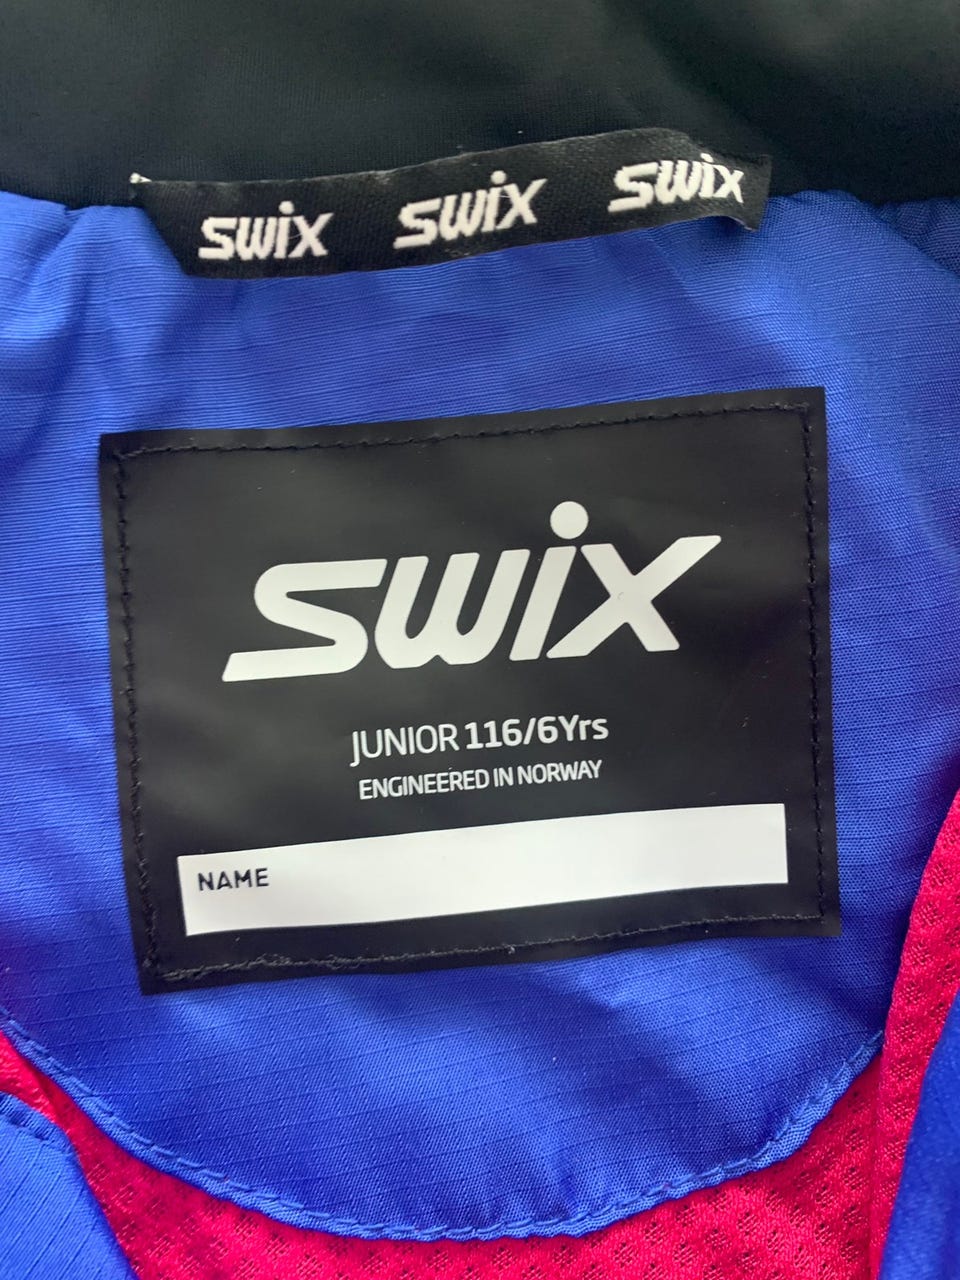 swix swix swix
swix
JUNIOR 116/6Yrs
ENGINEERED IN NORWAY
NAME